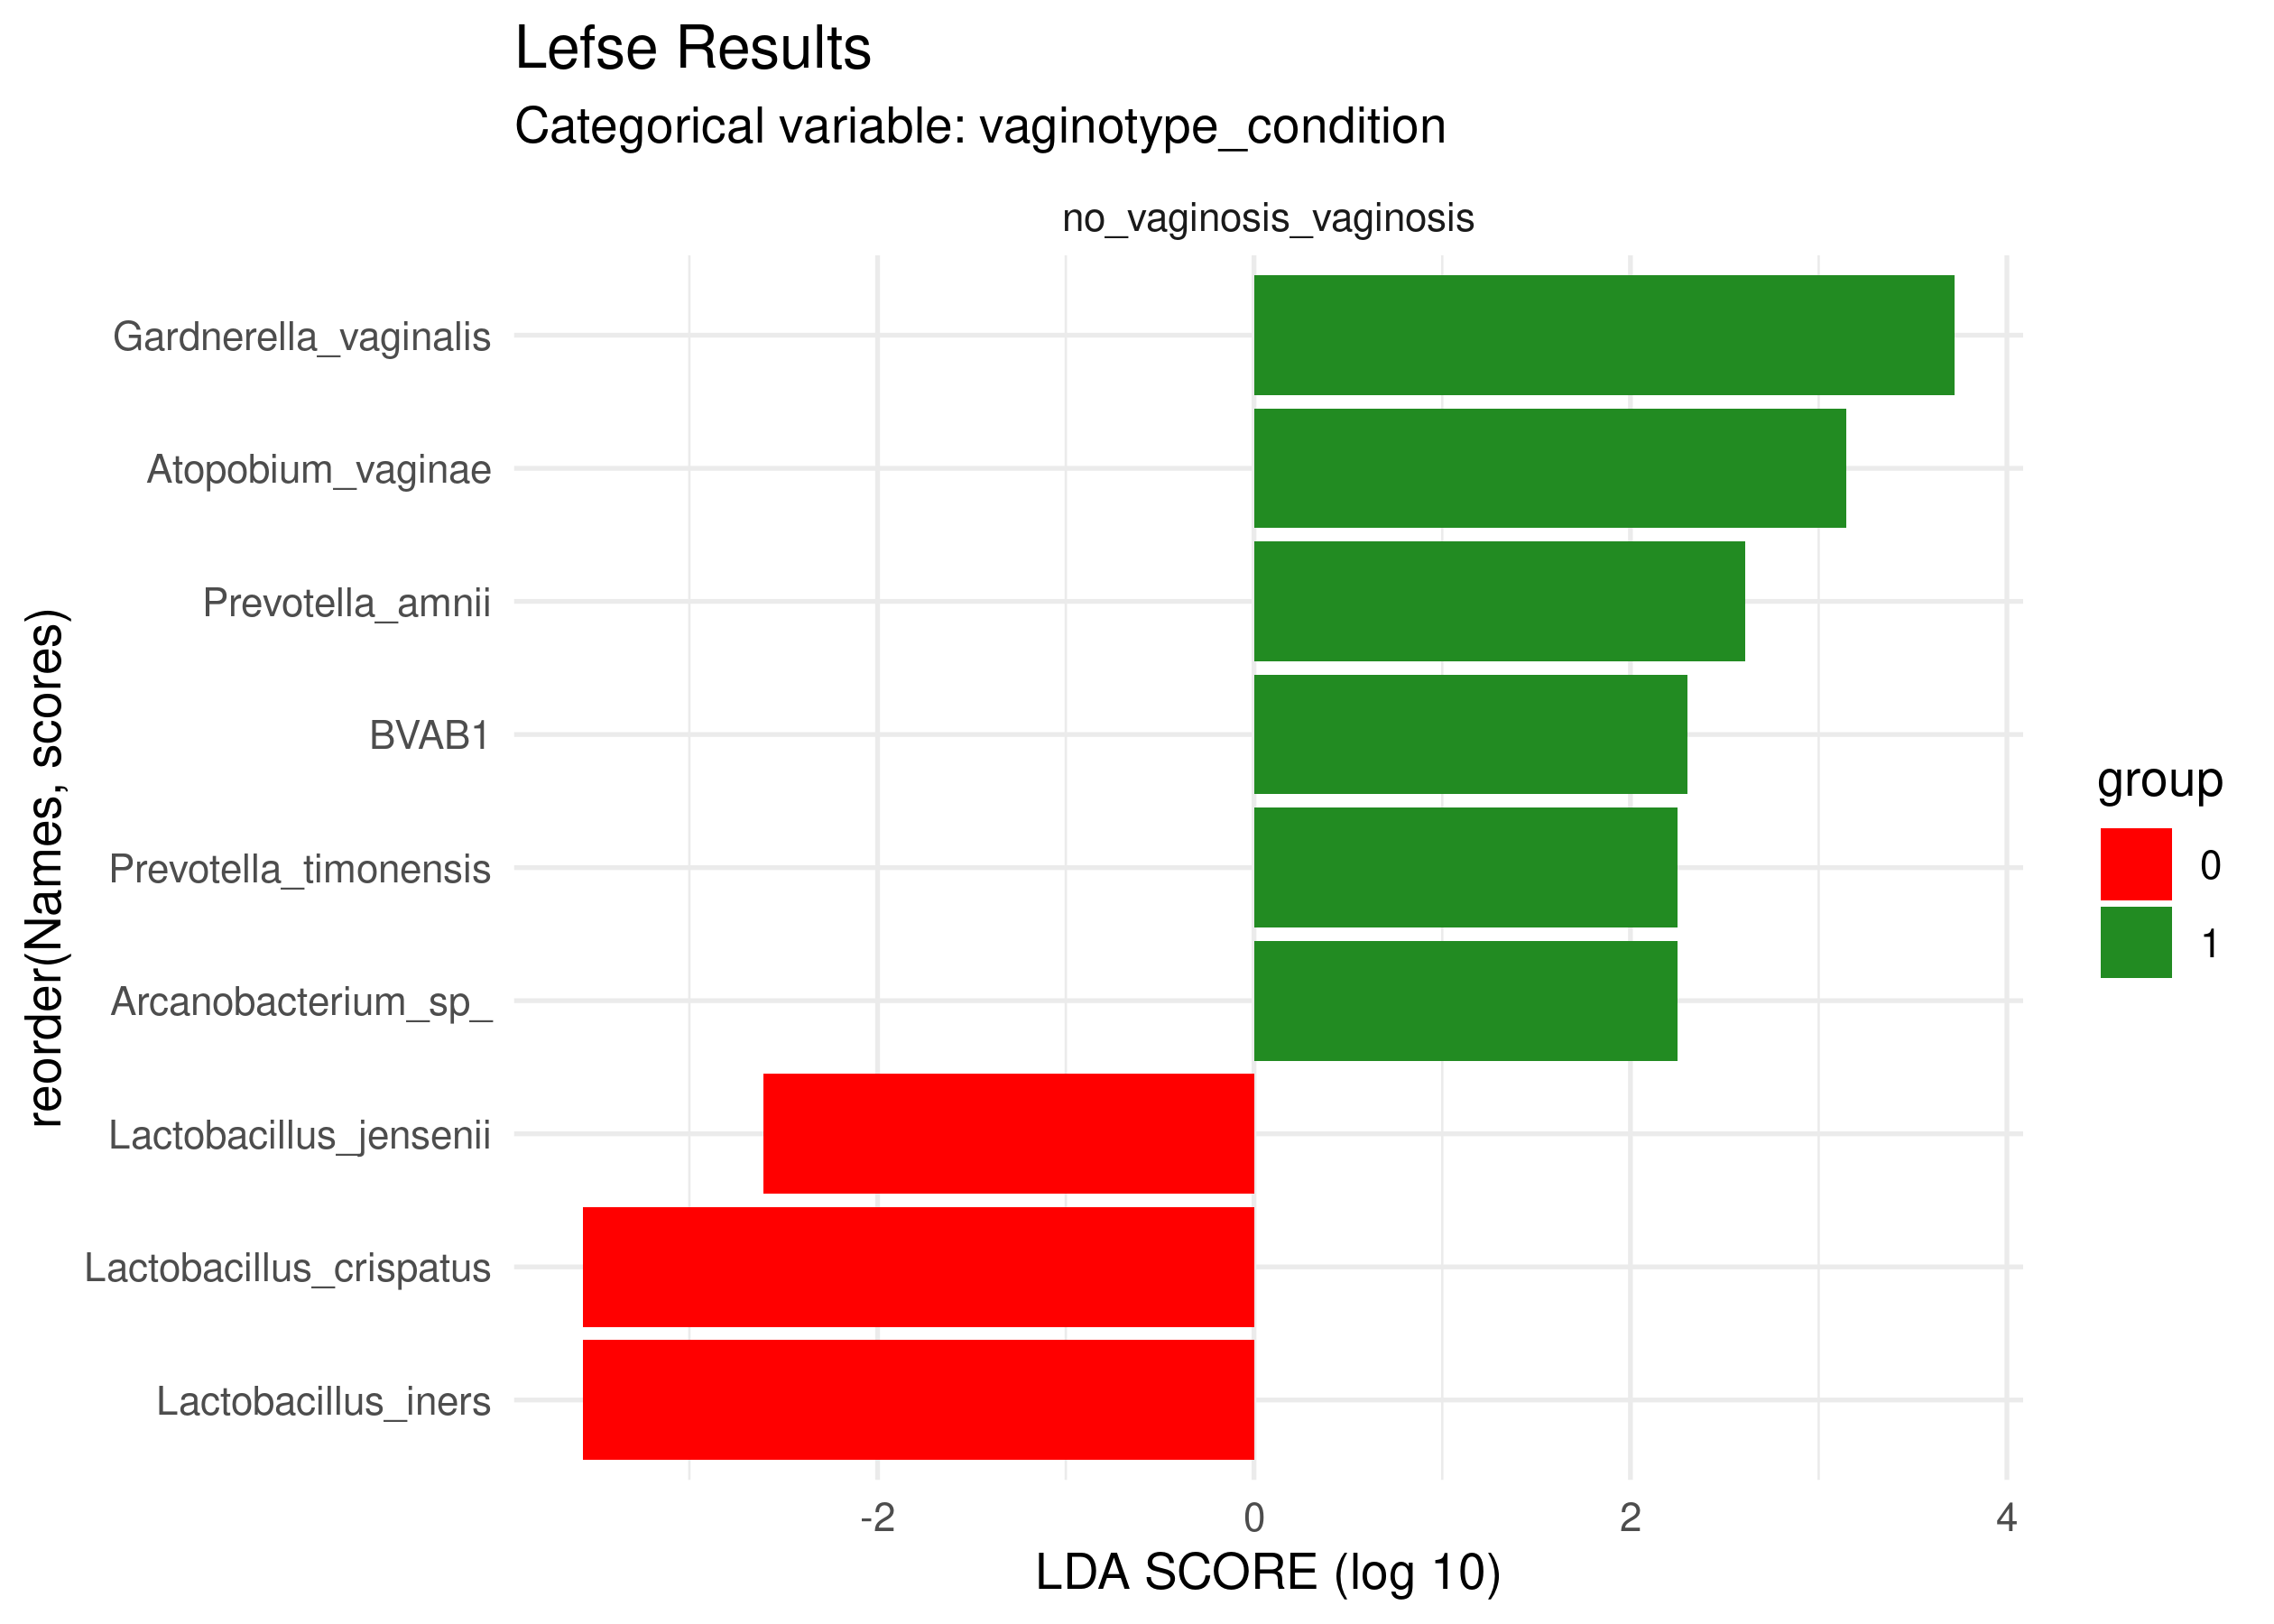 Lefse Results
Categorical variable: vaginotype_condition
no_vaginosis_vaginosis
Gardnerella_vaginalis
Atopobium_vaginae
Prevotella_amnii
BVAB1
Prevotella_timonensis
Arcanobacterium_sp_
Lactobacillus_jensenii
Lactobacillus_crispatus
Lactobacillus_iners
reorder(Names, scores)
-2 0 2 4
LDA SCORE (log 10)
group
0
1